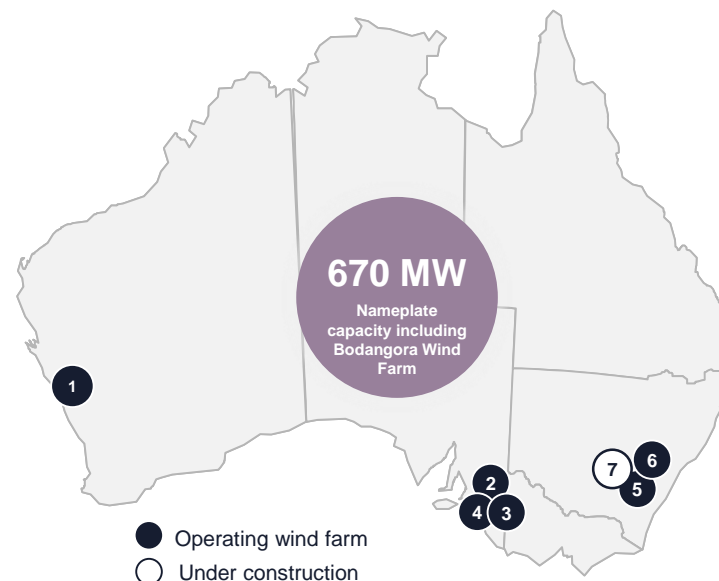 670 MW
Nameplate
capacity including
Bodangora Wind
Farm
1
6
7
2
5
4
3
Operating wind farm
Under construction